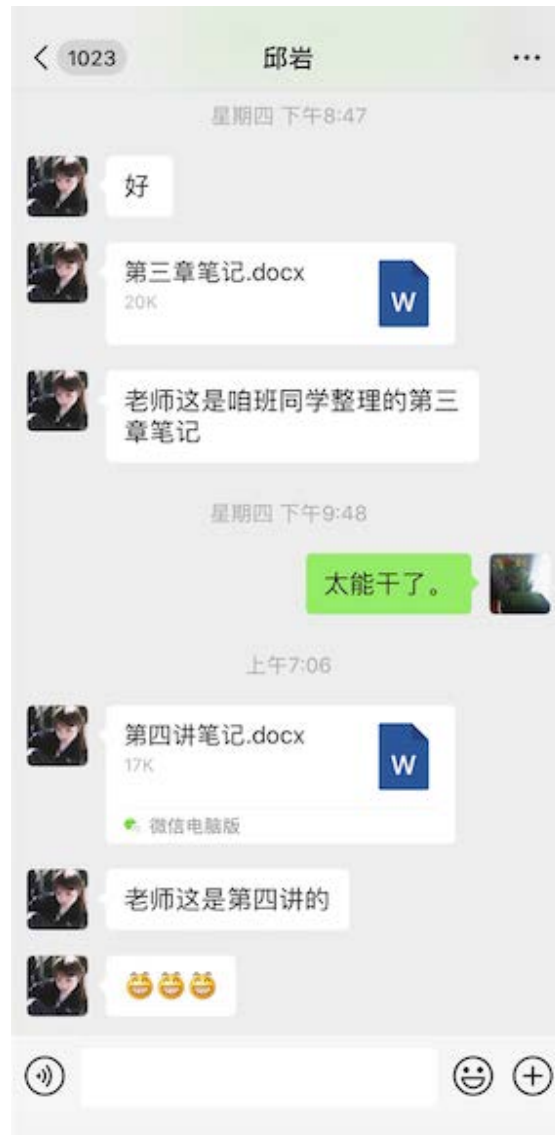 1023
邱岩
星期四 下午8:47
好
第三章笔记.docx
20K
W
老师这是咱班同学整理的第三
章笔记
星期四 下午9:48
太能干了。
上午7:06
第四讲笔记.docx
17K
W
微信电脑版
老师这是第四讲的
😁😁😁